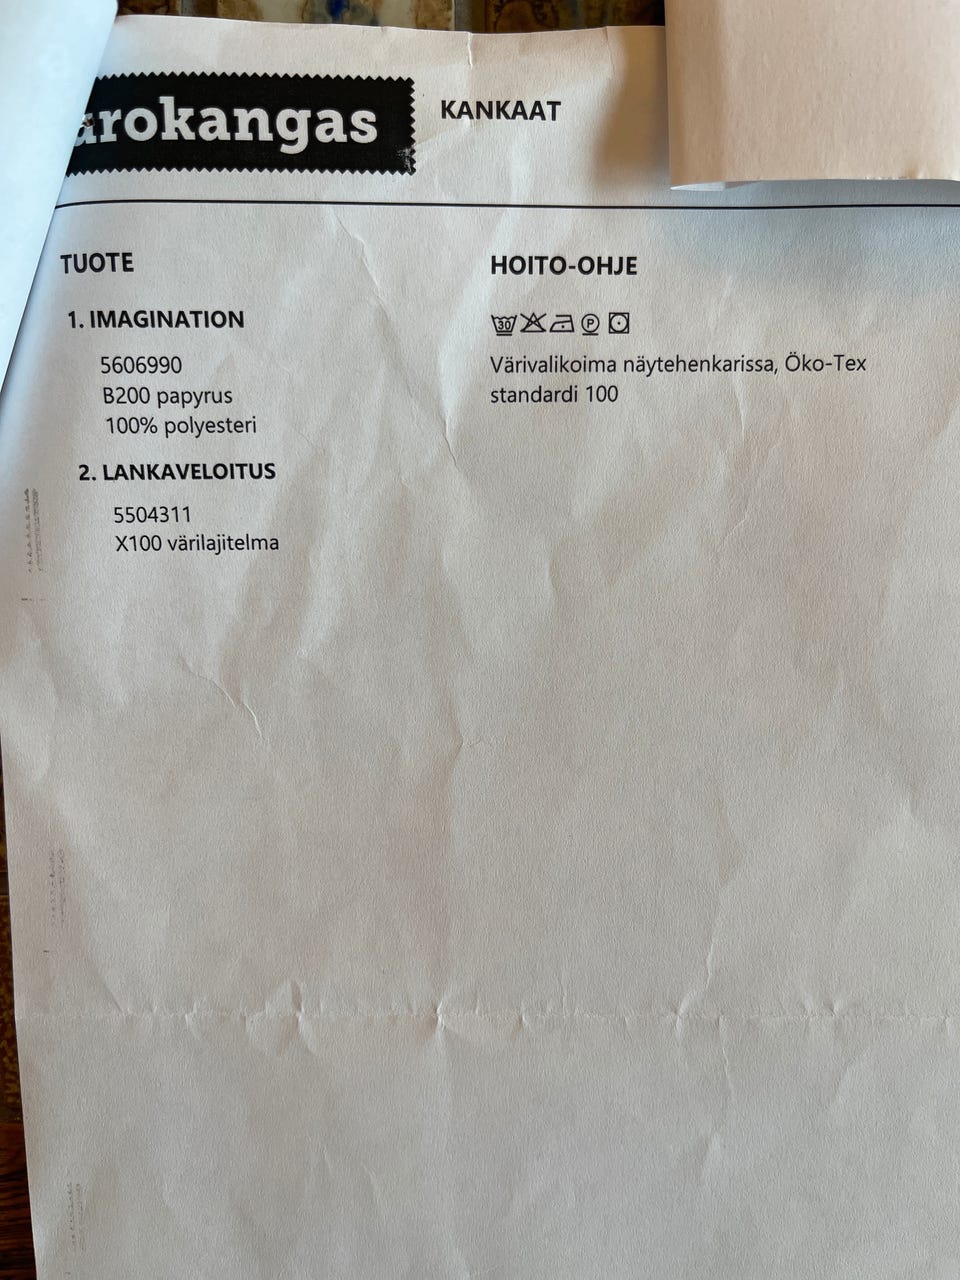 arokangas
KANKAAT
TUOTE
1. IMAGINATION
5606990
B200 papyrus
100% polyesteri
2. LANKAVELOITUS
5504311
X100 värilajitelma
HOITO-OHJE
30 P
Värivalikoima näytehenkarissa, Öko-Tex
standardi 100